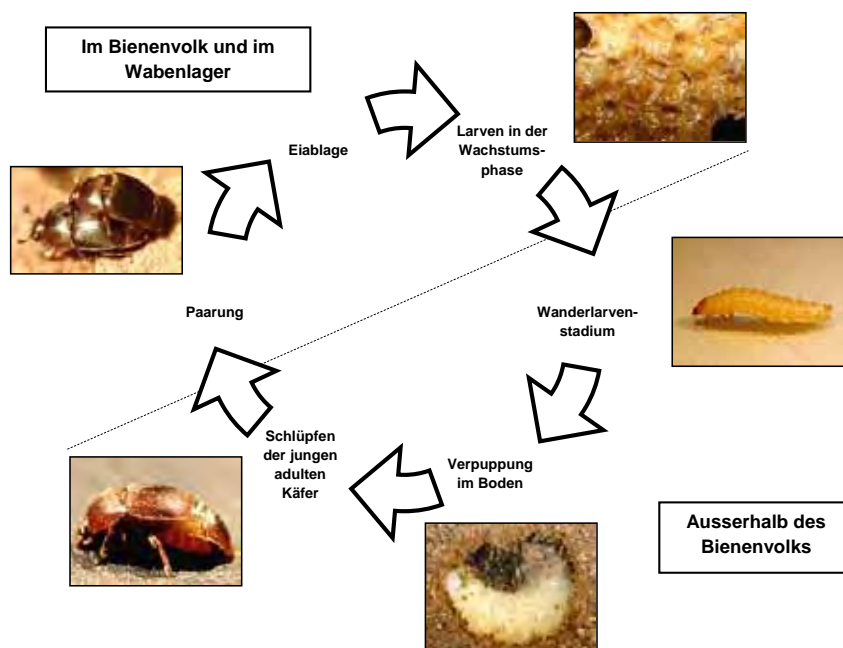 Im Bienenvolk und im
Wabenlager
Eiablage
Larven in der
Wachstums-
phase
Paarung
Wanderlarven-
stadium
Schlüpfen
der jungen
adulten
Käfer
Verpuppung
im Boden
Ausserhalb des
Bienenvolks